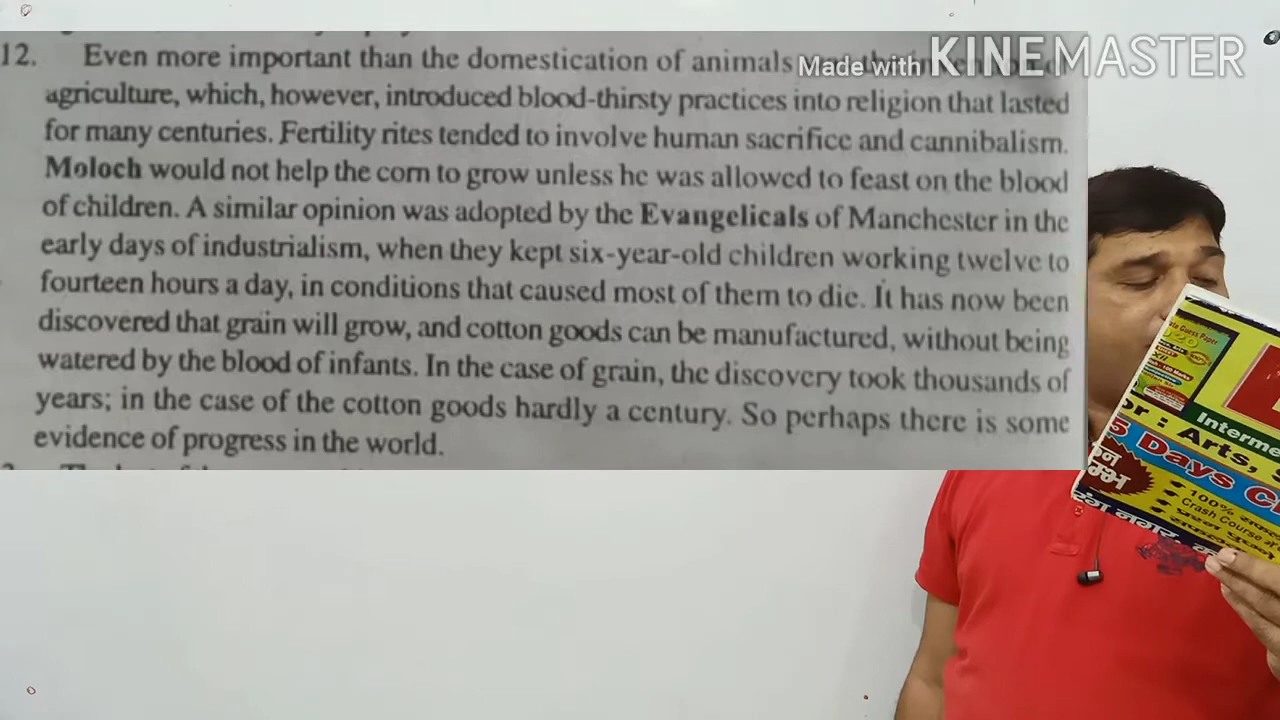 12. Even more important than the domestication of animals
Made with KINEMASTER
agriculture, which, however, introduced blood-thirsty practices into religion that lasted
for many centuries. Fertility rites tended to involve human sacrifice and cannibalism.
Moloch would not help the corn to grow unless he was allowed to feast on the blood
of children. A similar opinion was adopted by the Evangelicals of Manchester in the
early days of industrialism, when they kept six-year-old children working twelve to
fourteen hours a day, in conditions that caused most of them to die. It has now been
discovered that grain will grow, and cotton goods can be manufactured, without being
watered by the blood of infants. In the case of grain, the discovery took thousands of
years; in the case of the cotton goods hardly a century. So perhaps there is some
evidence of progress in the world.
Guess Paper
XII
Interme
or : Arts, S
5 Days C
100%
Crash Course